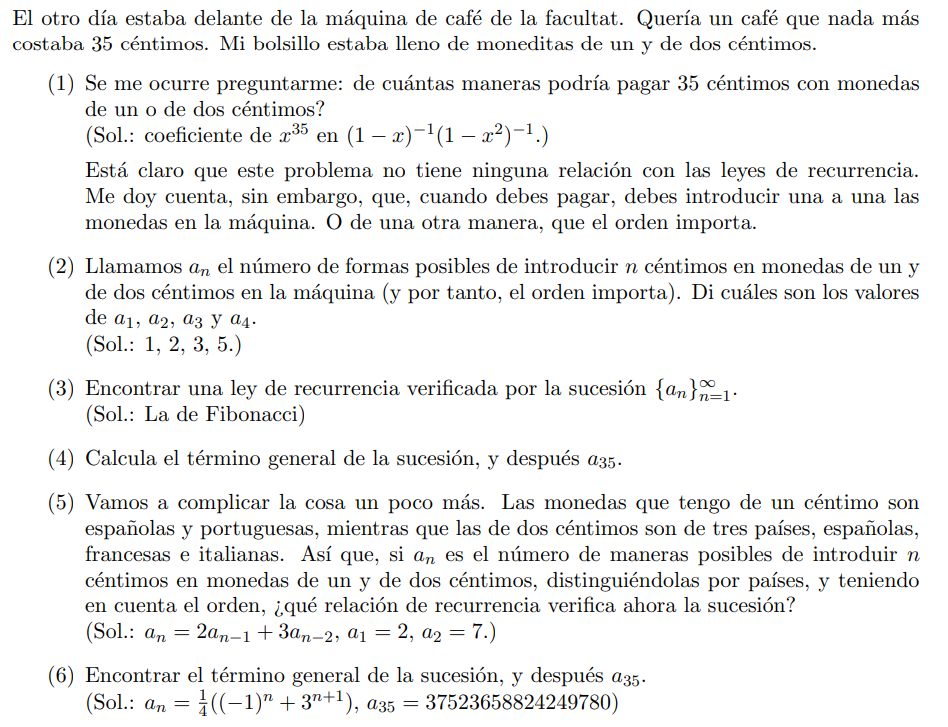 El otro día estaba delante de la máquina de café de la facultat. Quería un café que nada más
costaba 35 céntimos. Mi bolsillo estaba lleno de moneditas de un y de dos céntimos.
(1) Se me ocurre preguntarme: de cuántas maneras podría pagar 35 céntimos con monedas
de un o de dos céntimos?
(Sol.: coeficiente de x^{35} en (1 − x)^{−1}(1 − x^2)^{−1}.)
Está claro que este problema no tiene ninguna relación con las leyes de recurrencia.
Me doy cuenta, sin embargo, que, cuando debes pagar, debes introducir una a una las
monedas en la máquina. O de una otra manera, que el orden importa.
(2) Llamamos a_n el número de formas posibles de introducir n céntimos en monedas de un y
de dos céntimos en la máquina (y por tanto, el orden importa). Di cuáles son los valores
de a_1, a_2, a_3 y a_4.
(Sol.: 1, 2, 3, 5.)
(3) Encontrar una ley de recurrencia verificada por la sucesión {a_n}_{n=1}^∞.
(Sol.: La de Fibonacci)
(4) Calcula el término general de la sucesión, y después a_{35}.
(5) Vamos a complicar la cosa un poco más. Las monedas que tengo de un céntimo son
españolas y portuguesas, mientras que las de dos céntimos son de tres países, españolas,
francesas e italianas. Así que, si a_n es el número de maneras posibles de introduir n
céntimos en monedas de un y de dos céntimos, distinguiéndolas por países, y teniendo
en cuenta el orden, ¿qué relación de recurrencia verifica ahora la sucesión?
(Sol.: a_n = 2a_{n−1} + 3a_{n−2}, a_1 = 2, a_2 = 7.)
(6) Encontrar el término general de la sucesión, y después a_{35}.
(Sol.: a_n = \frac{1}{4}((−1)^n + 3^{n+1}), a_{35} = 37523658824249780)